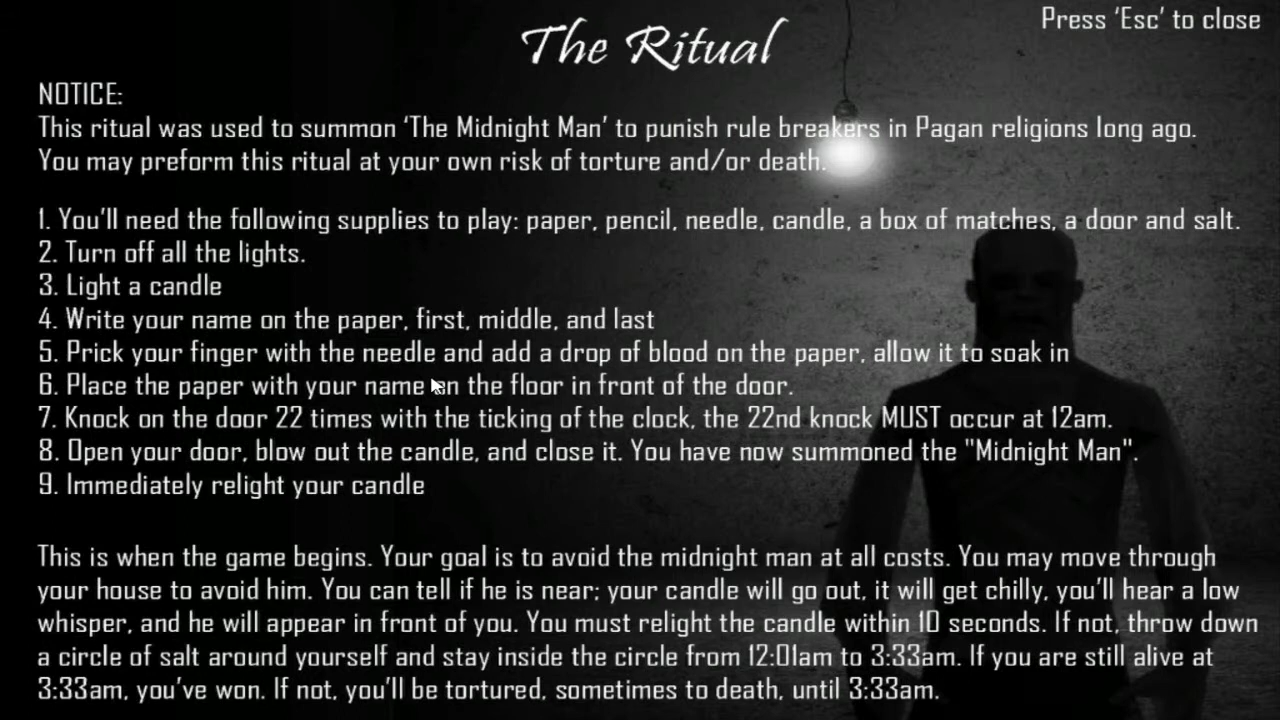 Press ‘Esc’ to close
The Ritual
NOTICE:
This ritual was used to summon ‘The Midnight Man’ to punish rule breakers in Pagan religions long ago.
You may preform this ritual at your own risk of torture and/or death.
1. You’ll need the following supplies to play: paper, pencil, needle, candle, a box of matches, a door and salt.
2. Turn off all the lights.
3. Light a candle
4. Write your name on the paper, first, middle, and last
5. Prick your finger with the needle and add a drop of blood on the paper, allow it to soak in
6. Place the paper with your name on the floor in front of the door.
7. Knock on the door 22 times with the ticking of the clock, the 22nd knock MUST occur at 12am.
8. Open your door, blow out the candle, and close it. You have now summoned the "Midnight Man".
9. Immediately relight your candle
This is when the game begins. Your goal is to avoid the midnight man at all costs. You may move through
your house to avoid him. You can tell if he is near; your candle will go out, it will get chilly, you’ll hear a low
whisper, and he will appear in front of you. You must relight the candle within 10 seconds. If not, throw down
a circle of salt around yourself and stay inside the circle from 12:01am to 3:33am. If you are still alive at
3:33am, you’ve won. If not, you’ll be tortured, sometimes to death, until 3:33am.